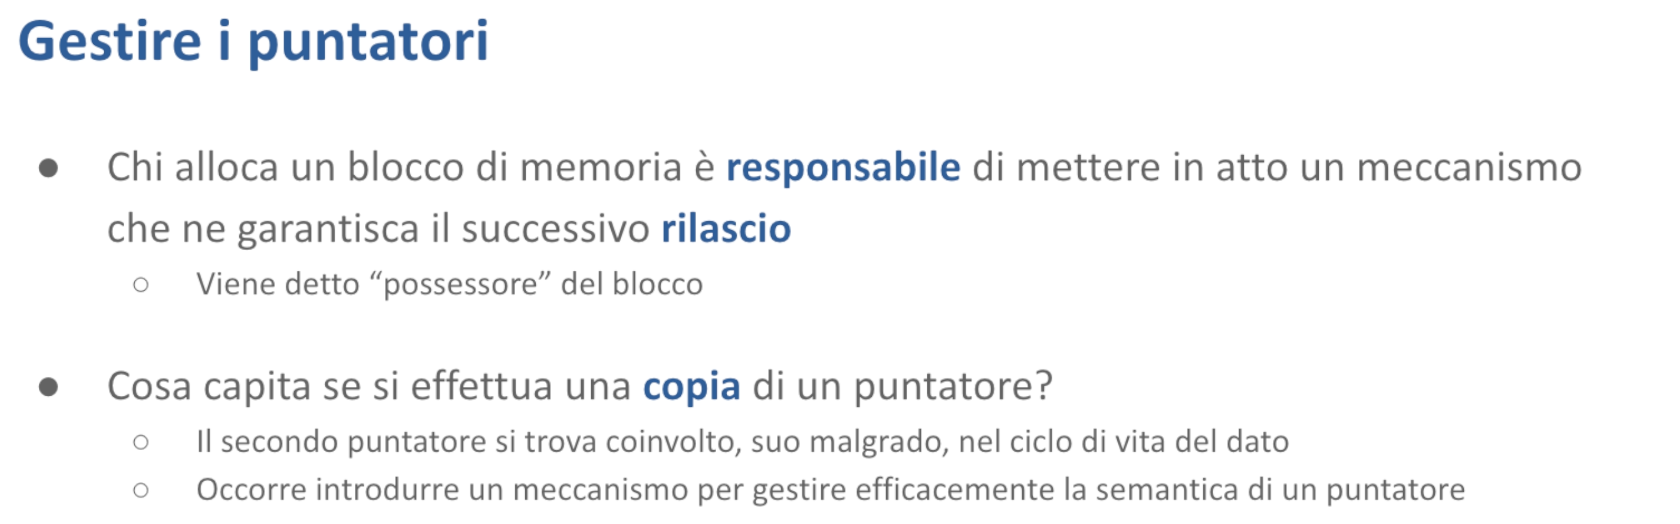 Gestire i puntatori
● Chi alloca un blocco di memoria è responsabile di mettere in atto un meccanismo
che ne garantisca il successivo rilascio
○ Viene detto “possessore” del blocco
● Cosa capita se si effettua una copia di un puntatore?
○ Il secondo puntatore si trova coinvolto, suo malgrado, nel ciclo di vita del dato
○ Occorre introdurre un meccanismo per gestire efficacemente la semantica di un puntatore